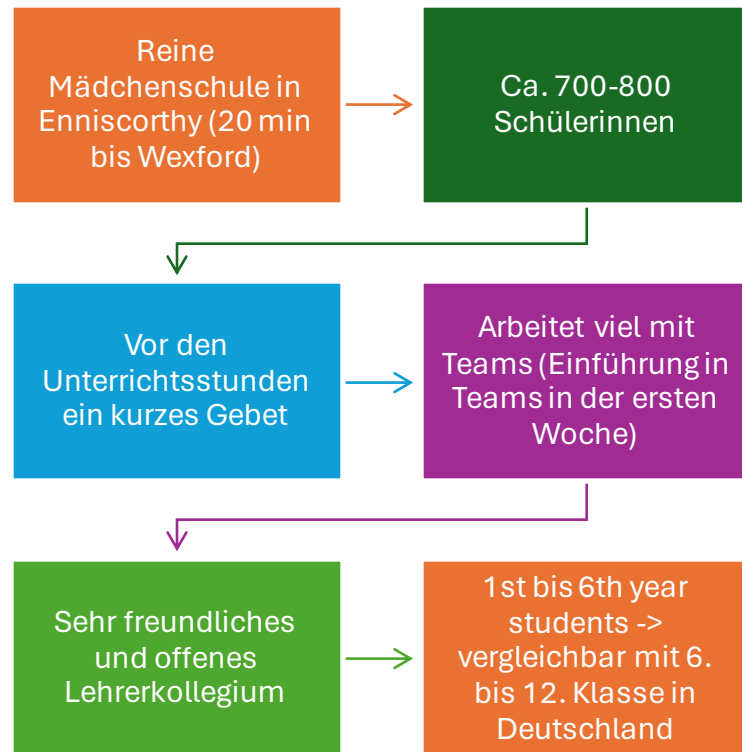 Reine
Mädchenschule in
Enniscorthy (20 min
bis Wexford)
Ca. 700-800
Schülerinnen
Vor den
Unterrichtsstunden
ein kurzes Gebet
Arbeitet viel mit
Teams (Einführung in
Teams in der ersten
Woche)
Sehr freundliches
und offenes
Lehrerkollegium
1st bis 6th year
students ->
vergleichbar mit 6.
bis 12. Klasse in
Deutschland